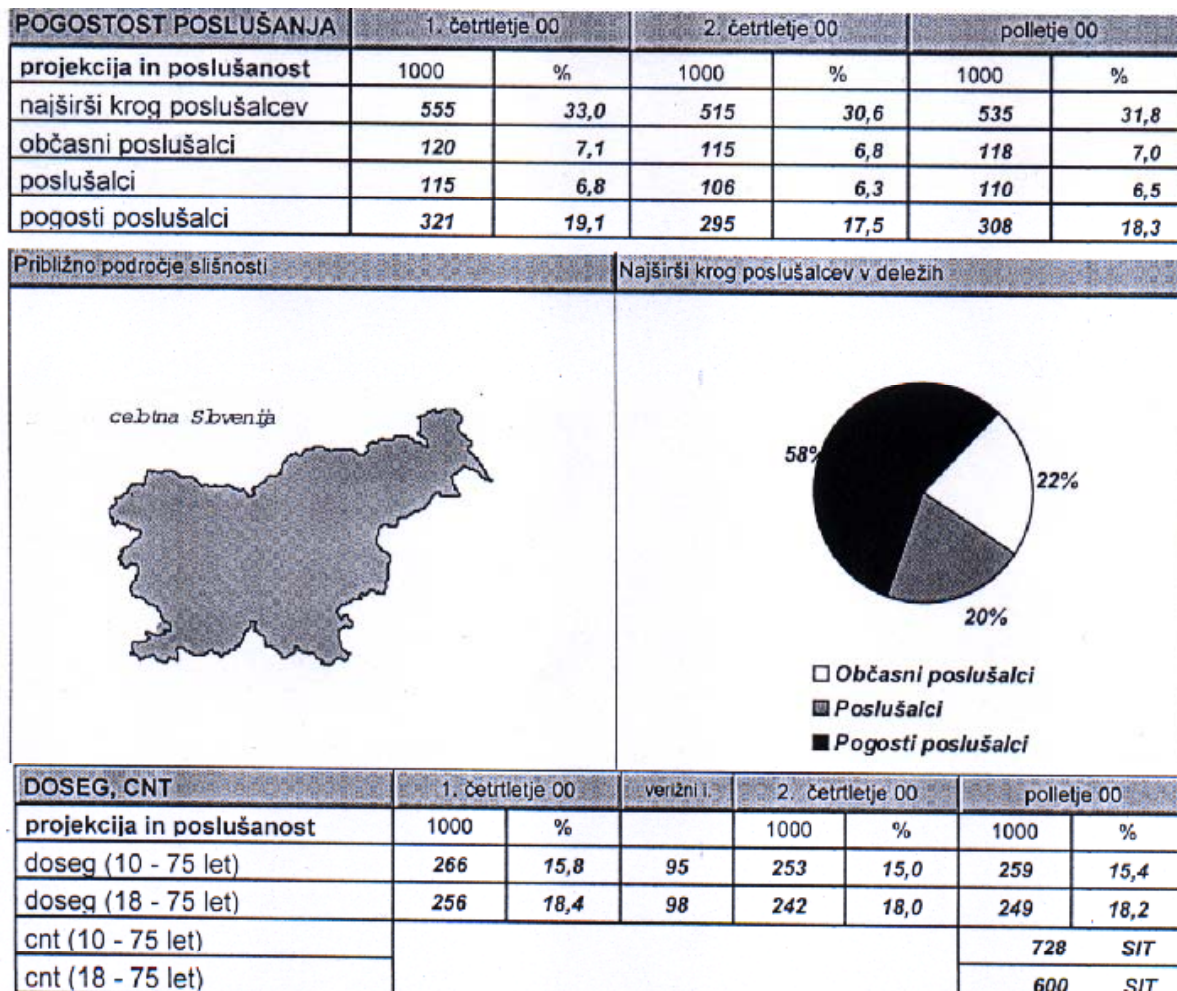 POGOSTOST POSLUŠANJA 1. četrtletje 00 2. četrtletje 00 polletje 00
projekcija in poslušanost 1000 % 1000 % 1000 %
najširši krog poslušalcev 555 33,0 515 30,6 535 31,8
občasni poslušalci 120 7,1 115 6,8 118 7,0
poslušalci 115 6,8 106 6,3 110 6,5
pogosti poslušalci 321 19,1 295 17,5 308 18,3
Približno področje slišnosti Najširši krog poslušalcev v deležih
celotna Slovenija
58%
22%
20%
Občasni poslušalci
Poslušalci
Pogosti poslušalci
DOSEG, CNT 1. četrtletje 00 verižni i. 2. četrtletje 00 polletje 00
projekcija in poslušanost 1000 % 1000 % 1000 %
doseg (10 - 75 let) 266 15,8 95 253 15,0 259 15,4
doseg (18 - 75 let) 256 18,4 98 242 18,0 249 18,2
cnt (10 - 75 let) 728 SIT
cnt (18 - 75 let) 600 SIT